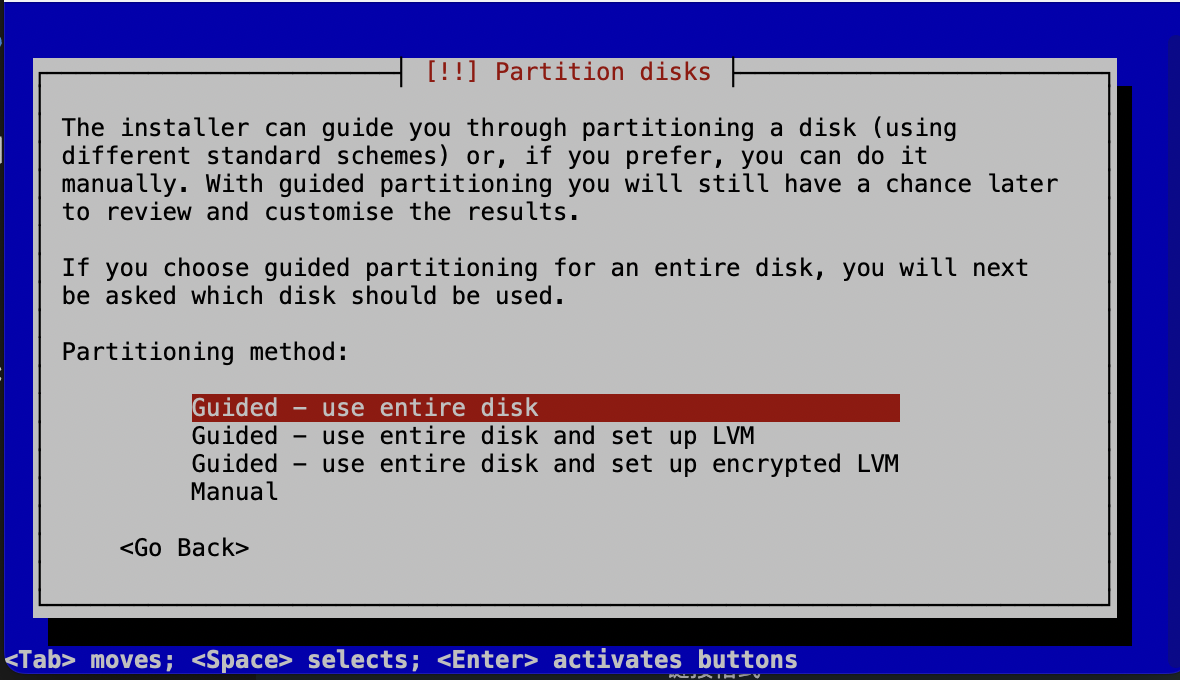 [!!] Partition disks
The installer can guide you through partitioning a disk (using
different standard schemes) or, if you prefer, you can do it
manually. With guided partitioning you will still have a chance later
to review and customise the results.
If you choose guided partitioning for an entire disk, you will next
be asked which disk should be used.
Partitioning method:
Guided – use entire disk
Guided – use entire disk and set up LVM
Guided – use entire disk and set up encrypted LVM
Manual
<Go Back>
<Tab> moves; <Space> selects; <Enter> activates buttons